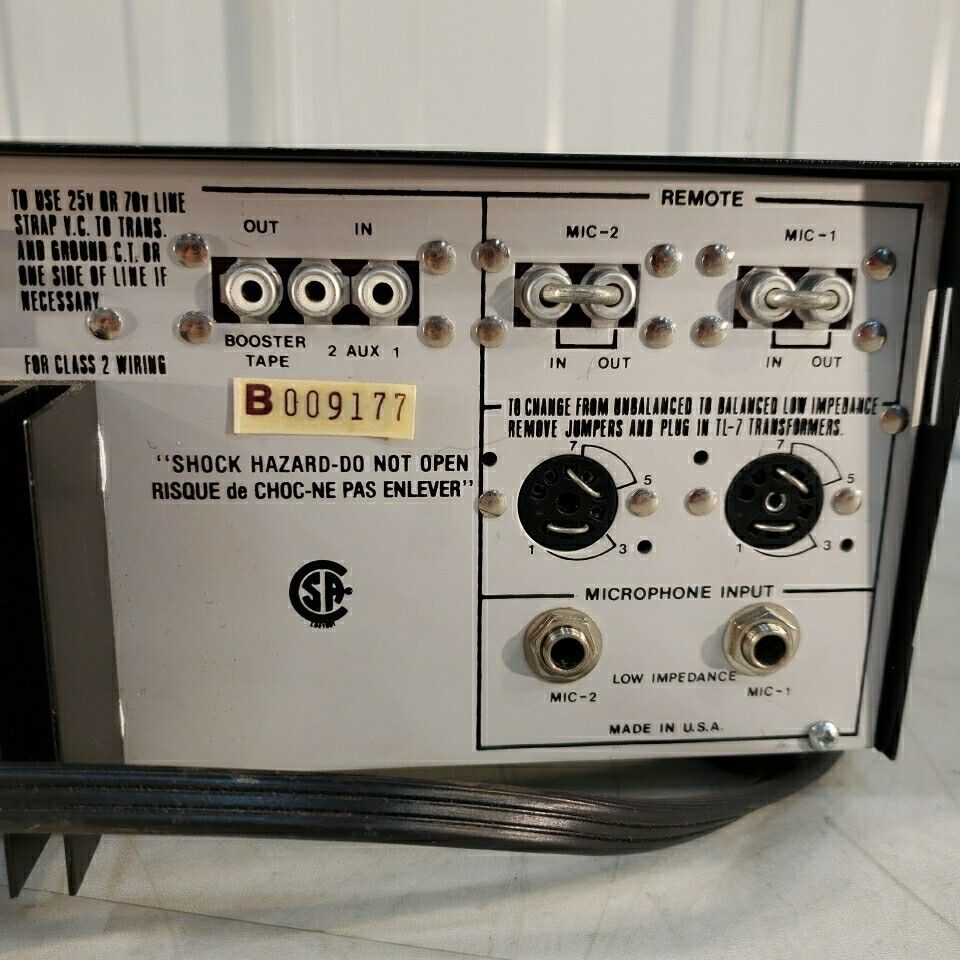 TO USE 25v OR 70v LINE
STRAP V.C. TO TRANS.
AND GROUND C.T. OR
ONE SIDE OF LINE IF
NECESSARY.
FOR CLASS 2 WIRING
OUT IN
BOOSTER
TAPE
2 AUX 1
B009177
"SHOCK HAZARD-DO NOT OPEN
RISQUE de CHOC-NE PAS ENLEVER"
CSA
REMOTE
MIC-2 MIC-1
IN OUT IN OUT
TO CHANGE FROM UNBALANCED TO BALANCED LOW IMPEDANCE
REMOVE JUMPERS AND PLUG IN TL-7 TRANSFORMERS.
7 7
5 5
1 3 1 3
MICROPHONE INPUT
LOW IMPEDANCE
MIC-2 MIC-1
MADE IN U.S.A.